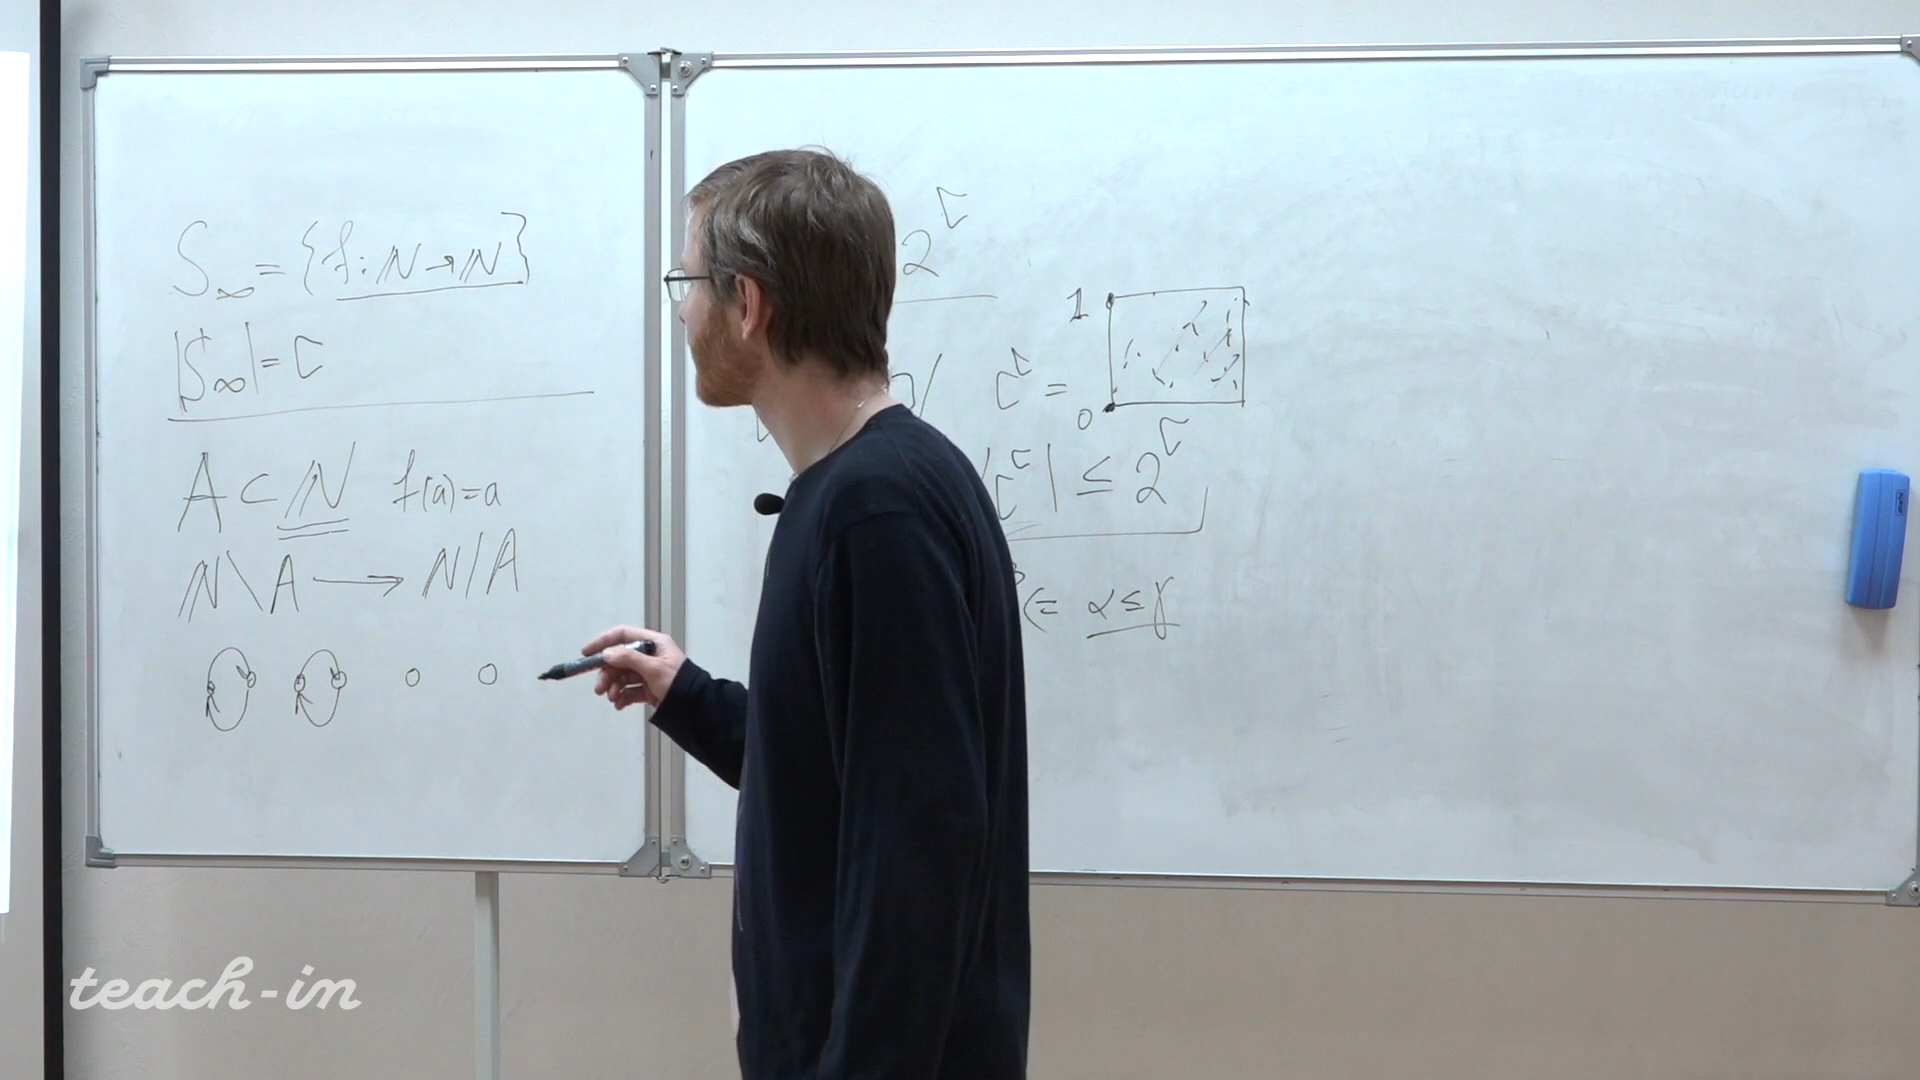 S∞ = {f: ℕ → ℕ}
|S∞| = C
A ⊂ ℕ f(a) = a
ℕ \ A → ℕ / A
2^C
C^C =
1
0
C^C | ≤ 2^C
α ≤ γ
teach-in